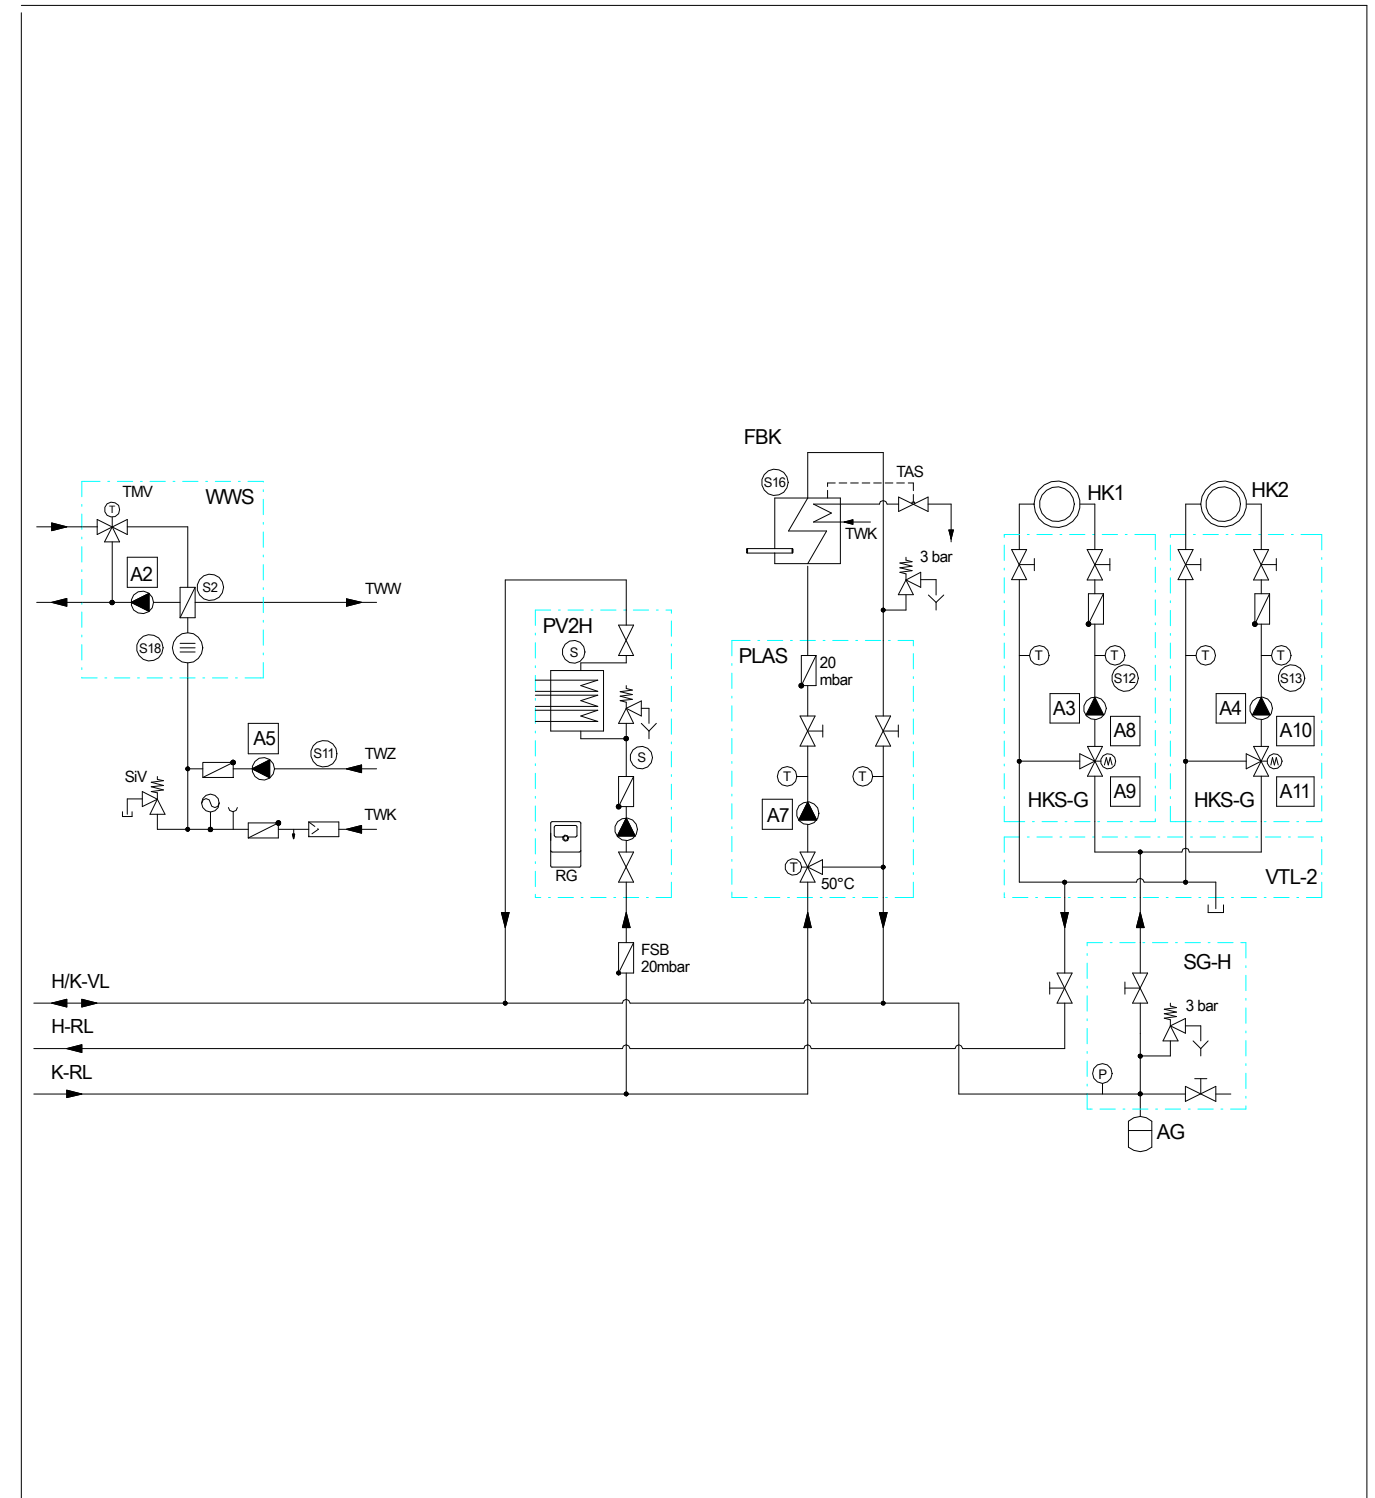 FBK
S16
TAS
TWK
3 bar
TMV
WWS
T
A2
S2
TWW
S18
A5
S11
TWZ
SiV
TWK
PV2H
S
S
RG
FSB
20mbar
PLAS
20
mbar
T
T
A7
T
50°C
HK1
T
T
S12
A3
A8
M
HKS-G
A9
HK2
T
T
S13
A4
A10
M
HKS-G
A11
VTL-2
SG-H
3 bar
P
AG
H/K-VL
H-RL
K-RL